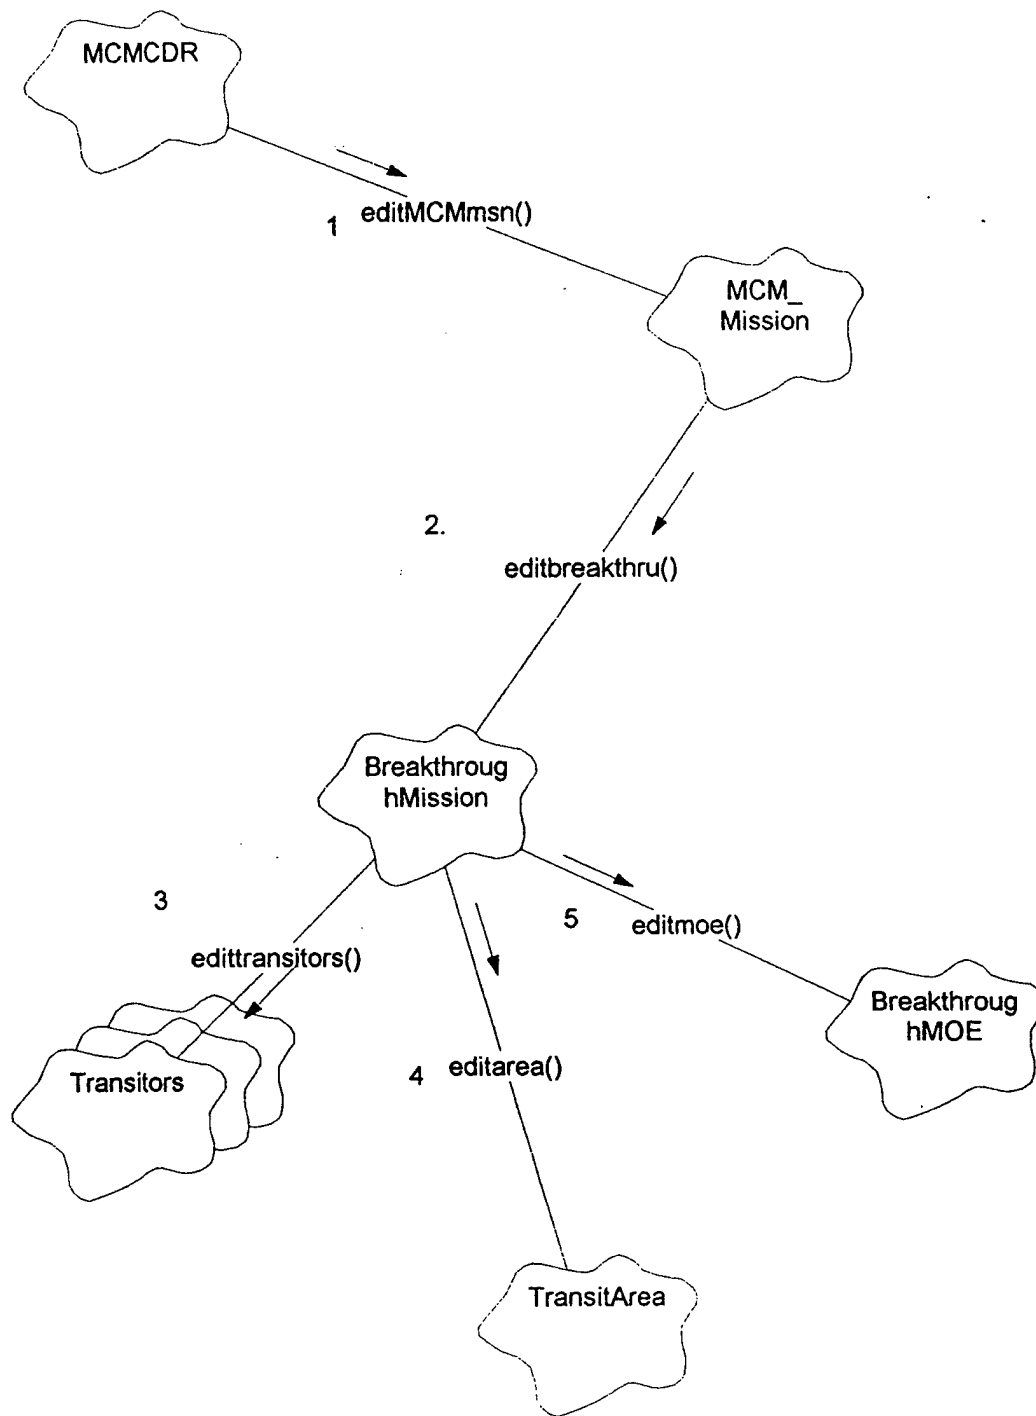 MCMCDR
1 editMCMmsn()
MCM_
Mission
2.
editbreakthru()
Breakthroug
hMission
3
edittransitors()
5 editmoe()
Breakthroug
hMOE
4 editarea()
Transitors
TransitArea